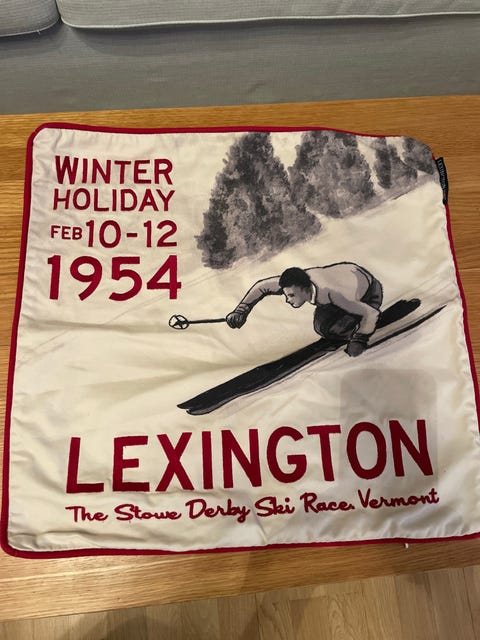 WINTER
HOLIDAY
FEB 10-12
1954
LEXINGTON
The Stowe Derby Ski Race, Vermont